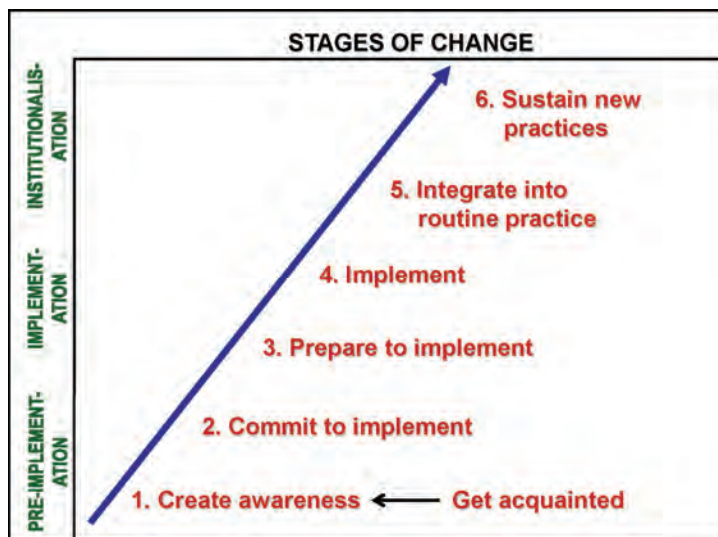 STAGES OF CHANGE
INSTITUTIONALIS-
ATION
6. Sustain new
practices
5. Integrate into
routine practice
IMPLEMENT-
ATION
4. Implement
3. Prepare to implement
PRE-IMPLEMENT-
ATION
2. Commit to implement
1. Create awareness
Get acquainted